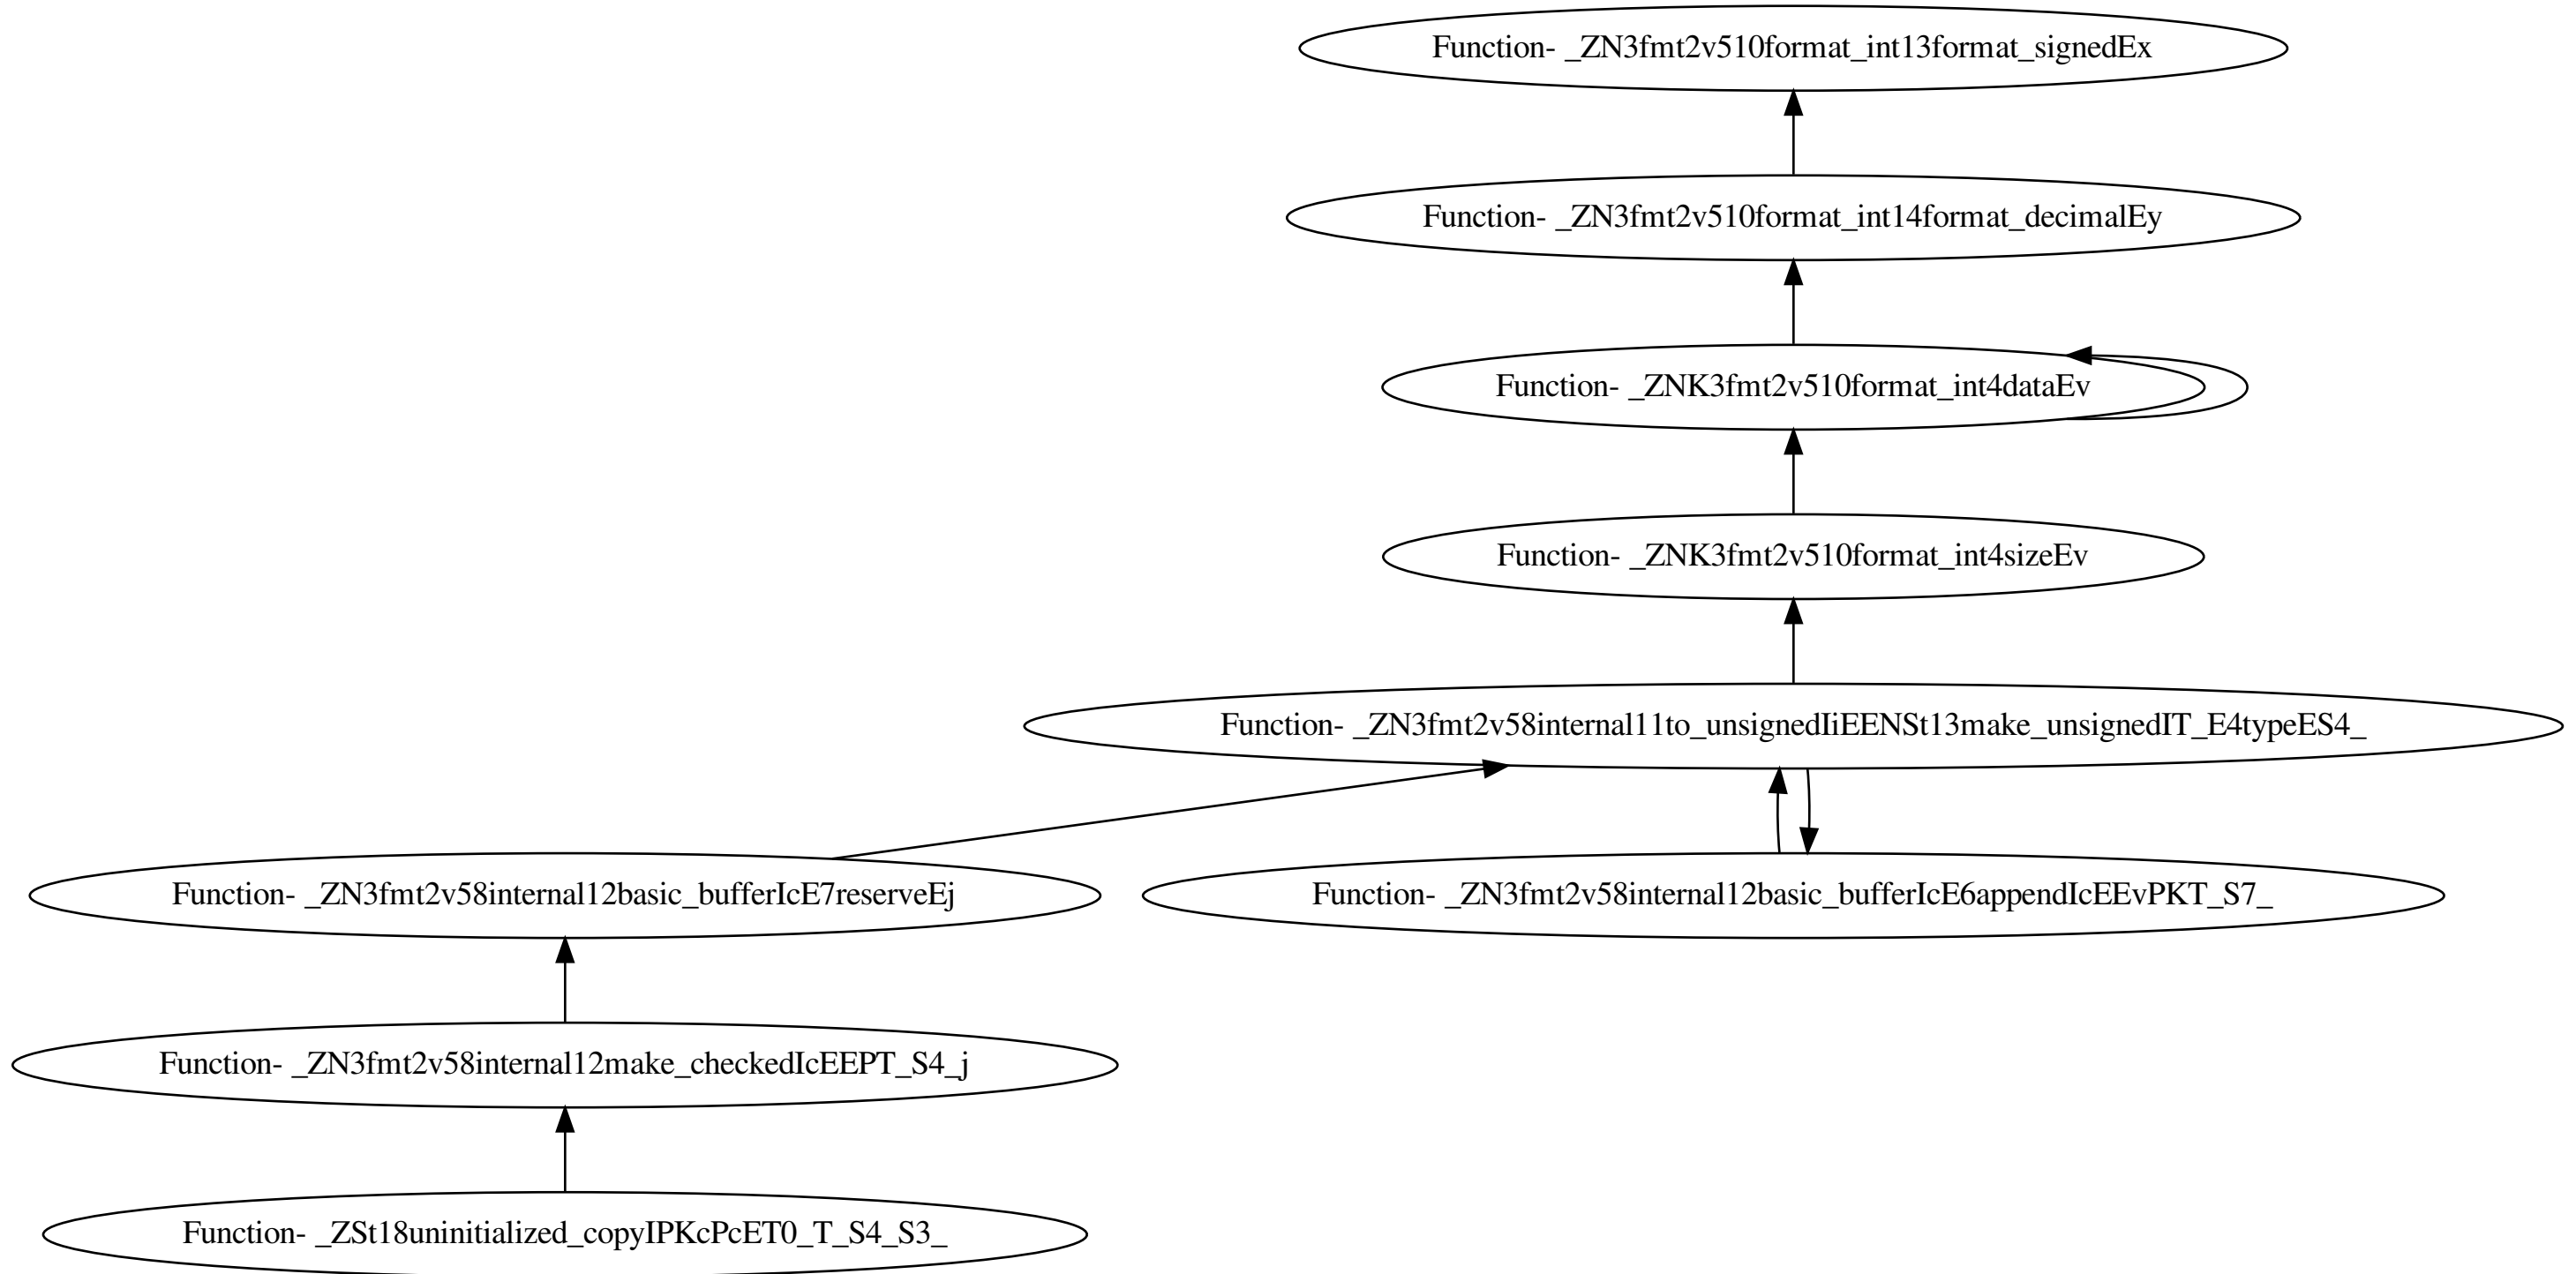 Function- _ZN3fmt2v510format_int13format_signedEx
Function- _ZN3fmt2v510format_int14format_decimalEy
Function- _ZNK3fmt2v510format_int4dataEv
Function- _ZNK3fmt2v510format_int4sizeEv
Function- _ZN3fmt2v58internal11to_unsignedIiEENSt13make_unsignedIT_E4typeES4_
Function- _ZN3fmt2v58internal12basic_bufferIcE7reserveEj
Function- _ZN3fmt2v58internal12basic_bufferIcE6appendIcEEvPKT_S7_
Function- _ZN3fmt2v58internal12make_checkedIcEEPT_S4_j
Function- _ZSt18uninitialized_copyIPKcPcET0_T_S4_S3_